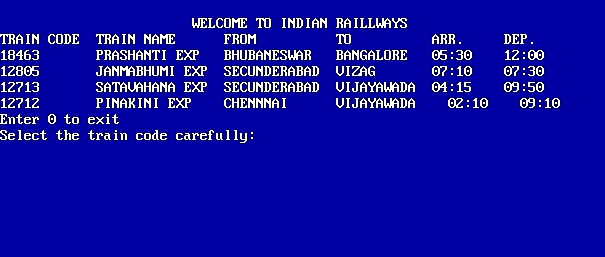 WELCOME TO INDIAN RAILLWAYS
TRAIN CODE TRAIN NAME FROM TO ARR. DEP.
18463 PRASHANTI EXP BHUBANESWAR BANGALORE 05:30 12:00
12805 JANMABHUMI EXP SECUNDERABAD VIZAG 07:10 07:30
12713 SATAVAHANA EXP SECUNDERABAD VIJAYAWADA 04:15 09:50
12712 PINAKINI EXP CHENNNAI VIJAYAWADA 02:10 09:10
Enter 0 to exit
Select the train code carefully: